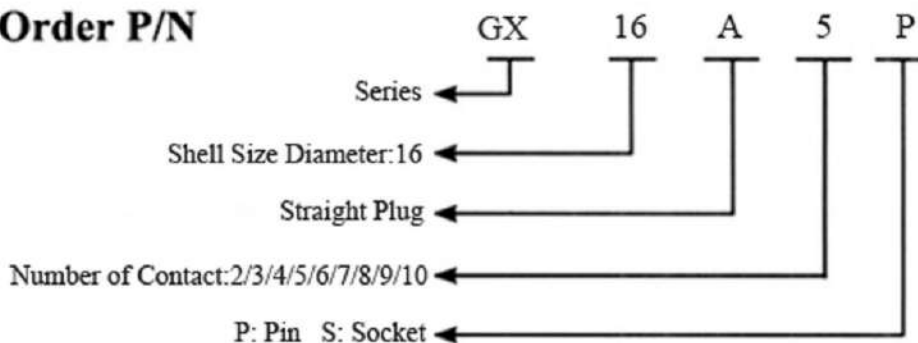 Order P/N GX 16 A 5 P
Series
Shell Size Diameter:16
Straight Plug
Number of Contact:2/3/4/5/6/7/8/9/10
P: Pin S: Socket